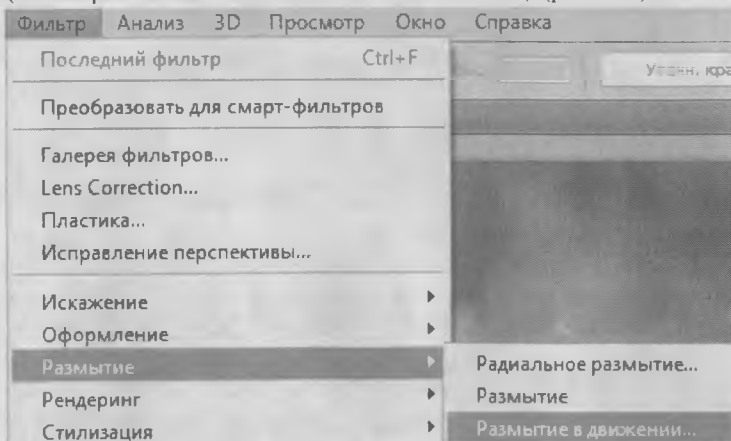 Фильтр Анализ 3D Просмотр Окно Справка
Последний фильтр Ctrl+F
Преобразовать для смарт-фильтров
Галерея фильтров...
Lens Correction...
Пластика...
Исправление перспективы...
Искажение
Оформление
Размытие
Радиальное размытие...
Рендеринг
Размытие
Стилизация
Размытие в движении...